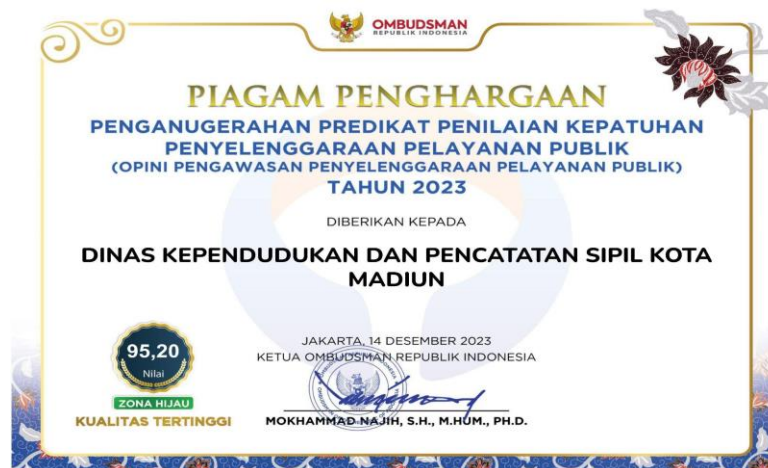 OMBUDSMAN
REPUBLIK INDONESIA
PIAGAM PENGHARGAAN
PENGANUGERAHAN PREDIKAT PENILAIAN KEPATUHAN
PENYELENGGARAAN PELAYANAN PUBLIK
(OPINI PENGAWASAN PENYELENGGARAAN PELAYANAN PUBLIK)
TAHUN 2023
DIBERIKAN KEPADA
DINAS KEPENDUDUKAN DAN PENCATATAN SIPIL KOTA
MADIUN
95,20
Nilai
ZONA HIJAU
KUALITAS TERTINGGI
JAKARTA, 14 DESEMBER 2023
KETUA OMBUDSMAN REPUBLIK INDONESIA
MOKHAMMAD NAJIH, S.H., M.HUM., PH.D.